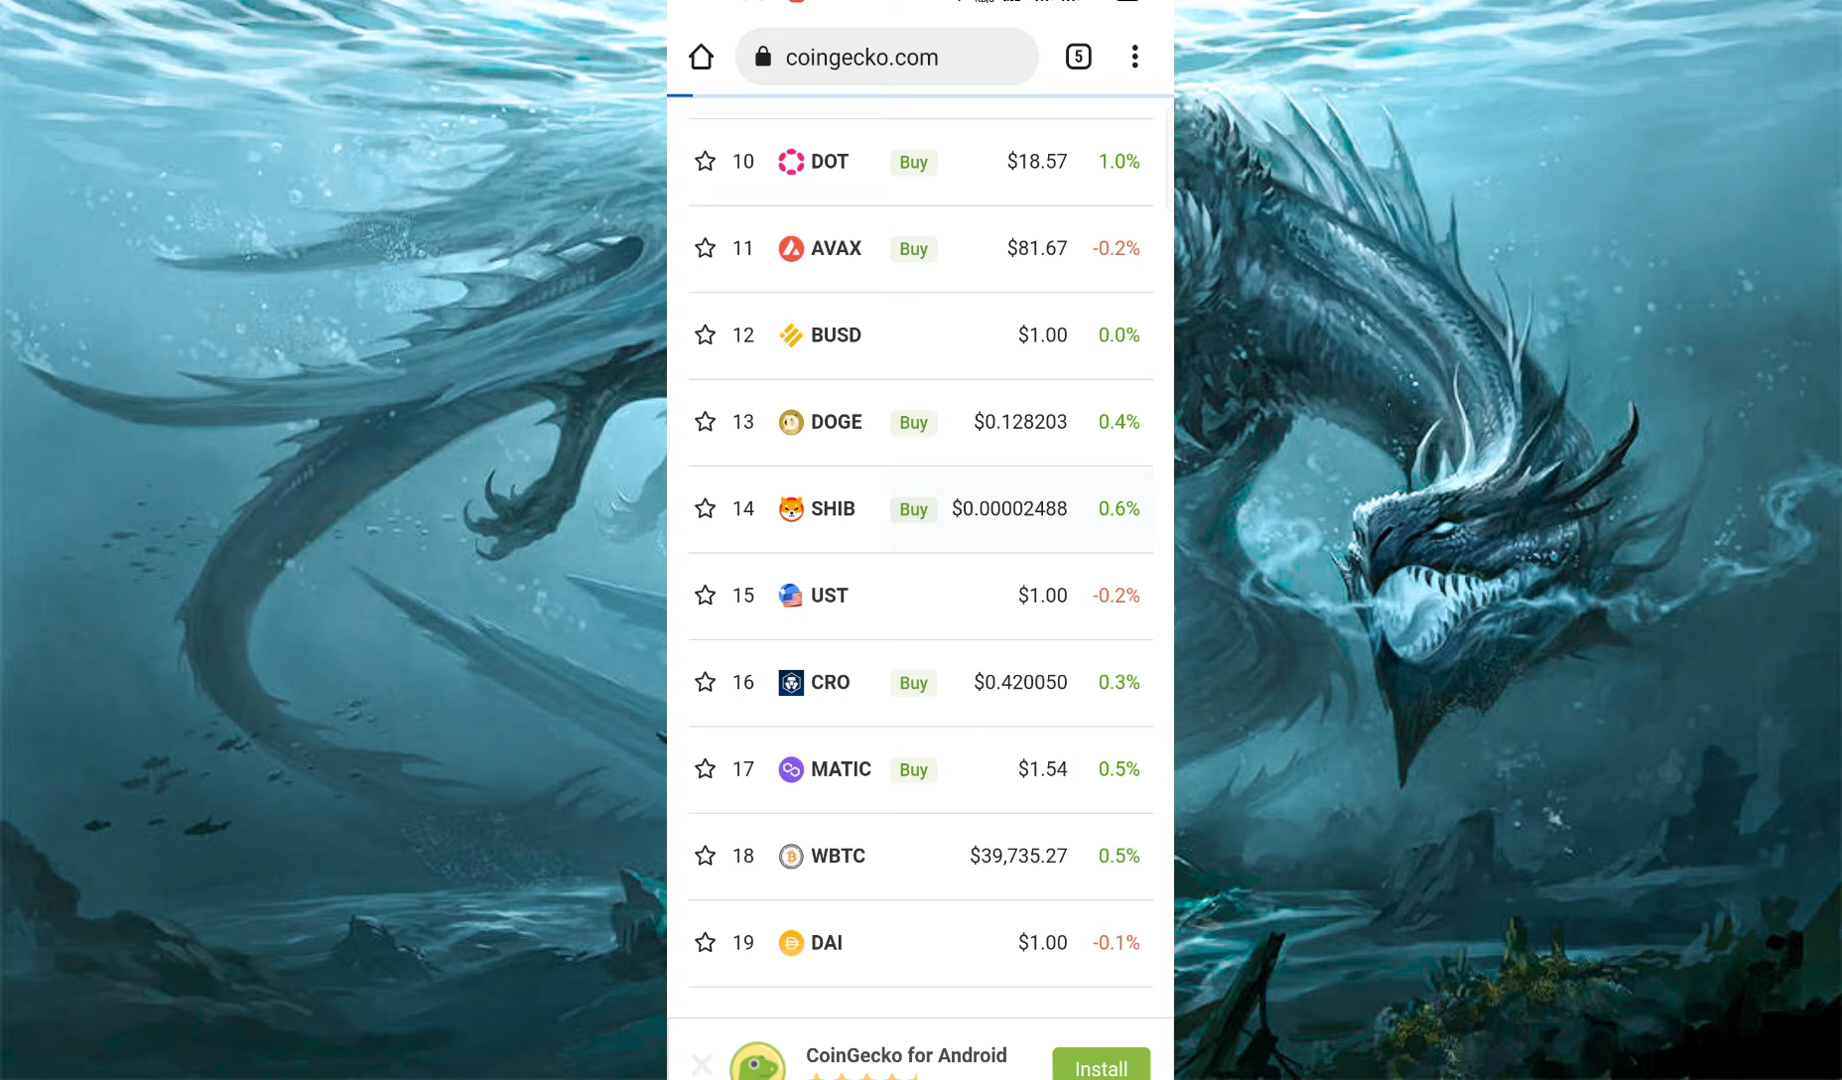 coingecko.com 5
10 DOT Buy $18.57 1.0%
11 AVAX Buy $81.67 -0.2%
12 BUSD $1.00 0.0%
13 DOGE Buy $0.128203 0.4%
14 SHIB Buy $0.00002488 0.6%
15 UST $1.00 -0.2%
16 CRO Buy $0.420050 0.3%
17 MATIC Buy $1.54 0.5%
18 WBTC $39,735.27 0.5%
19 DAI $1.00 -0.1%
CoinGecko for Android
Install